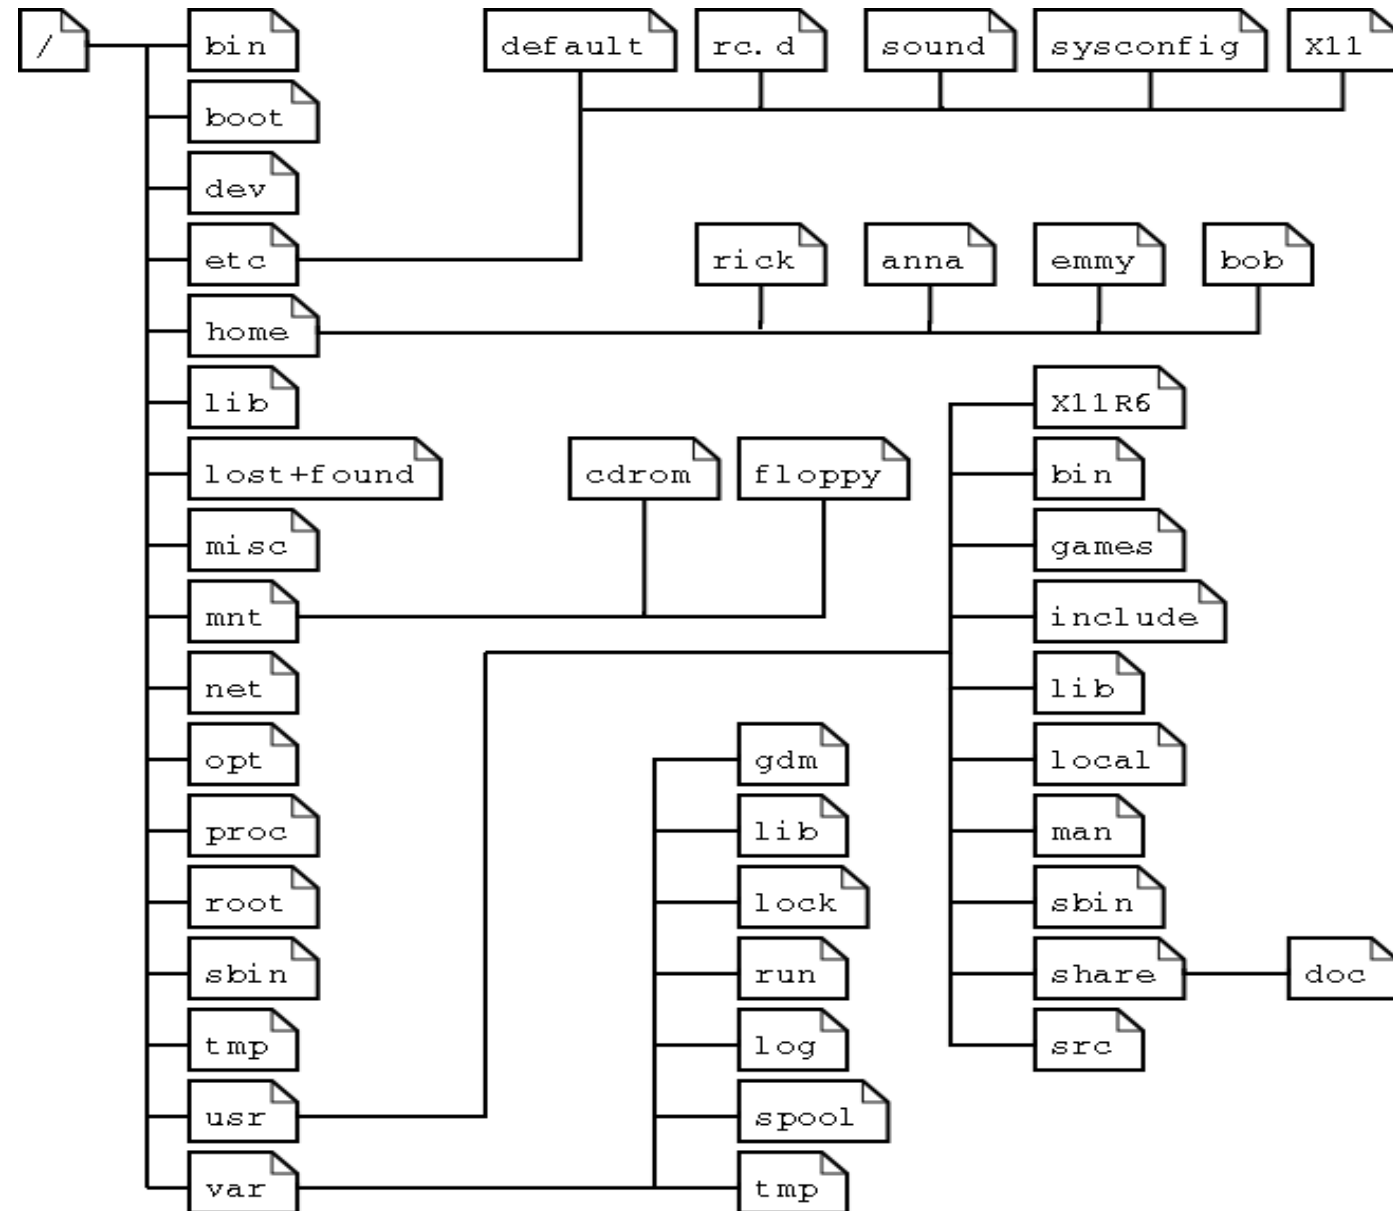 /
bin
default
rc.d
sound
sysconfig
X11
boot
dev
etc
rick
anna
emmy
bob
home
lib
X11R6
lost+found
cdrom
floppy
bin
misc
games
mnt
include
net
lib
opt
gdm
local
proc
lib
man
root
lock
sbin
sbin
run
share
doc
tmp
log
src
usr
spool
var
tmp